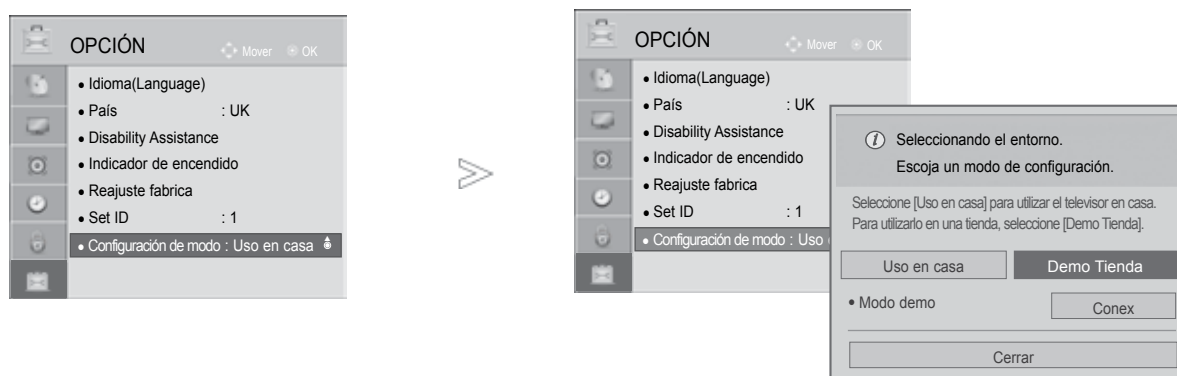 OPCIÓN
Mover OK
• Idioma(Language)
• País : UK
• Disability Assistance
• Indicador de encendido
• Reajuste fabrica
• Set ID : 1
• Configuración de modo : Uso en casa
OPCIÓN
Mover OK
• Idioma(Language)
• País : UK
• Disability Assistance
• Indicador de encendido
• Reajuste fabrica
• Set ID : 1
• Configuración de modo : Uso
Seleccionando el entorno.
Escoja un modo de configuración.
Seleccione [Uso en casa] para utilizar el televisor en casa.
Para utilizarlo en una tienda, seleccione [Demo Tienda].
Uso en casa Demo Tienda
• Modo demo Conex
Cerrar